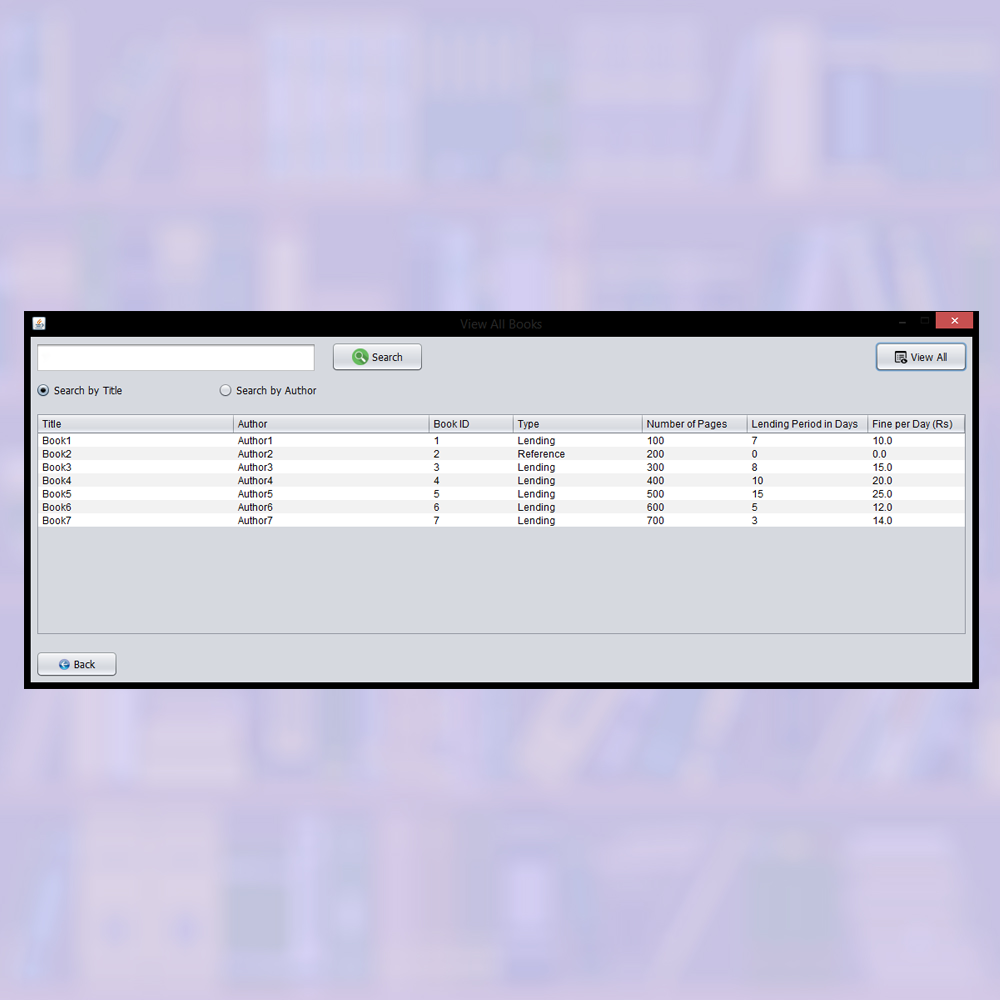 View All Books
Search
View All
Search by Title Search by Author
Title Author Book ID Type Number of Pages Lending Period in Days Fine per Day (Rs)
Book1 Author1 1 Lending 100 7 10.0
Book2 Author2 2 Reference 200 0 0.0
Book3 Author3 3 Lending 300 8 15.0
Book4 Author4 4 Lending 400 10 20.0
Book5 Author5 5 Lending 500 15 25.0
Book6 Author6 6 Lending 600 5 12.0
Book7 Author7 7 Lending 700 3 14.0
Back